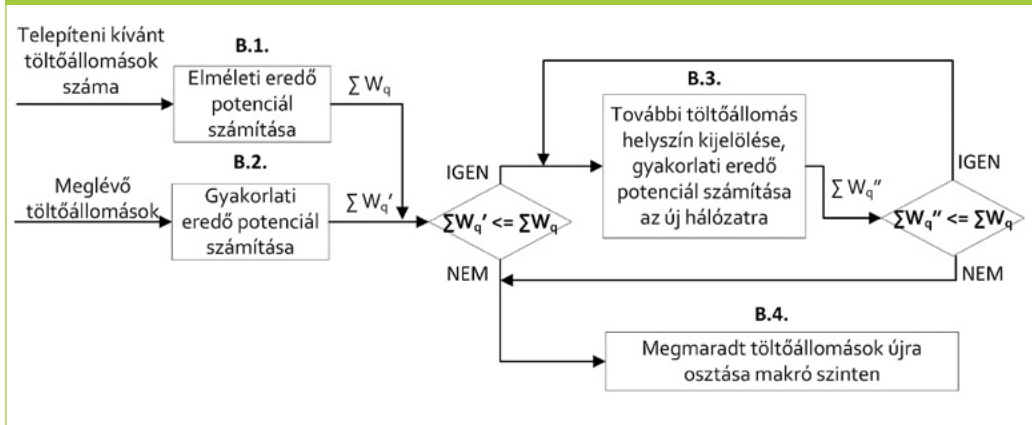 Telepíteni kívánt
töltőállomások
száma
B.1.
Elméleti eredő
potenciál
számítása
∑ Wq
B.2.
Meglévő
töltőállomások
Gyakorlati
eredő potenciál
számítása
∑ Wq'
IGEN
∑Wq' <= ∑Wq
NEM
B.3.
További töltőállomás
helyszín kijelölése,
gyakorlati eredő
potenciál számítása
az új hálózatra
∑ Wq''
IGEN
∑Wq'' <= ∑Wq
NEM
B.4.
Megmaradt töltőállomások újra
osztása makró szinten